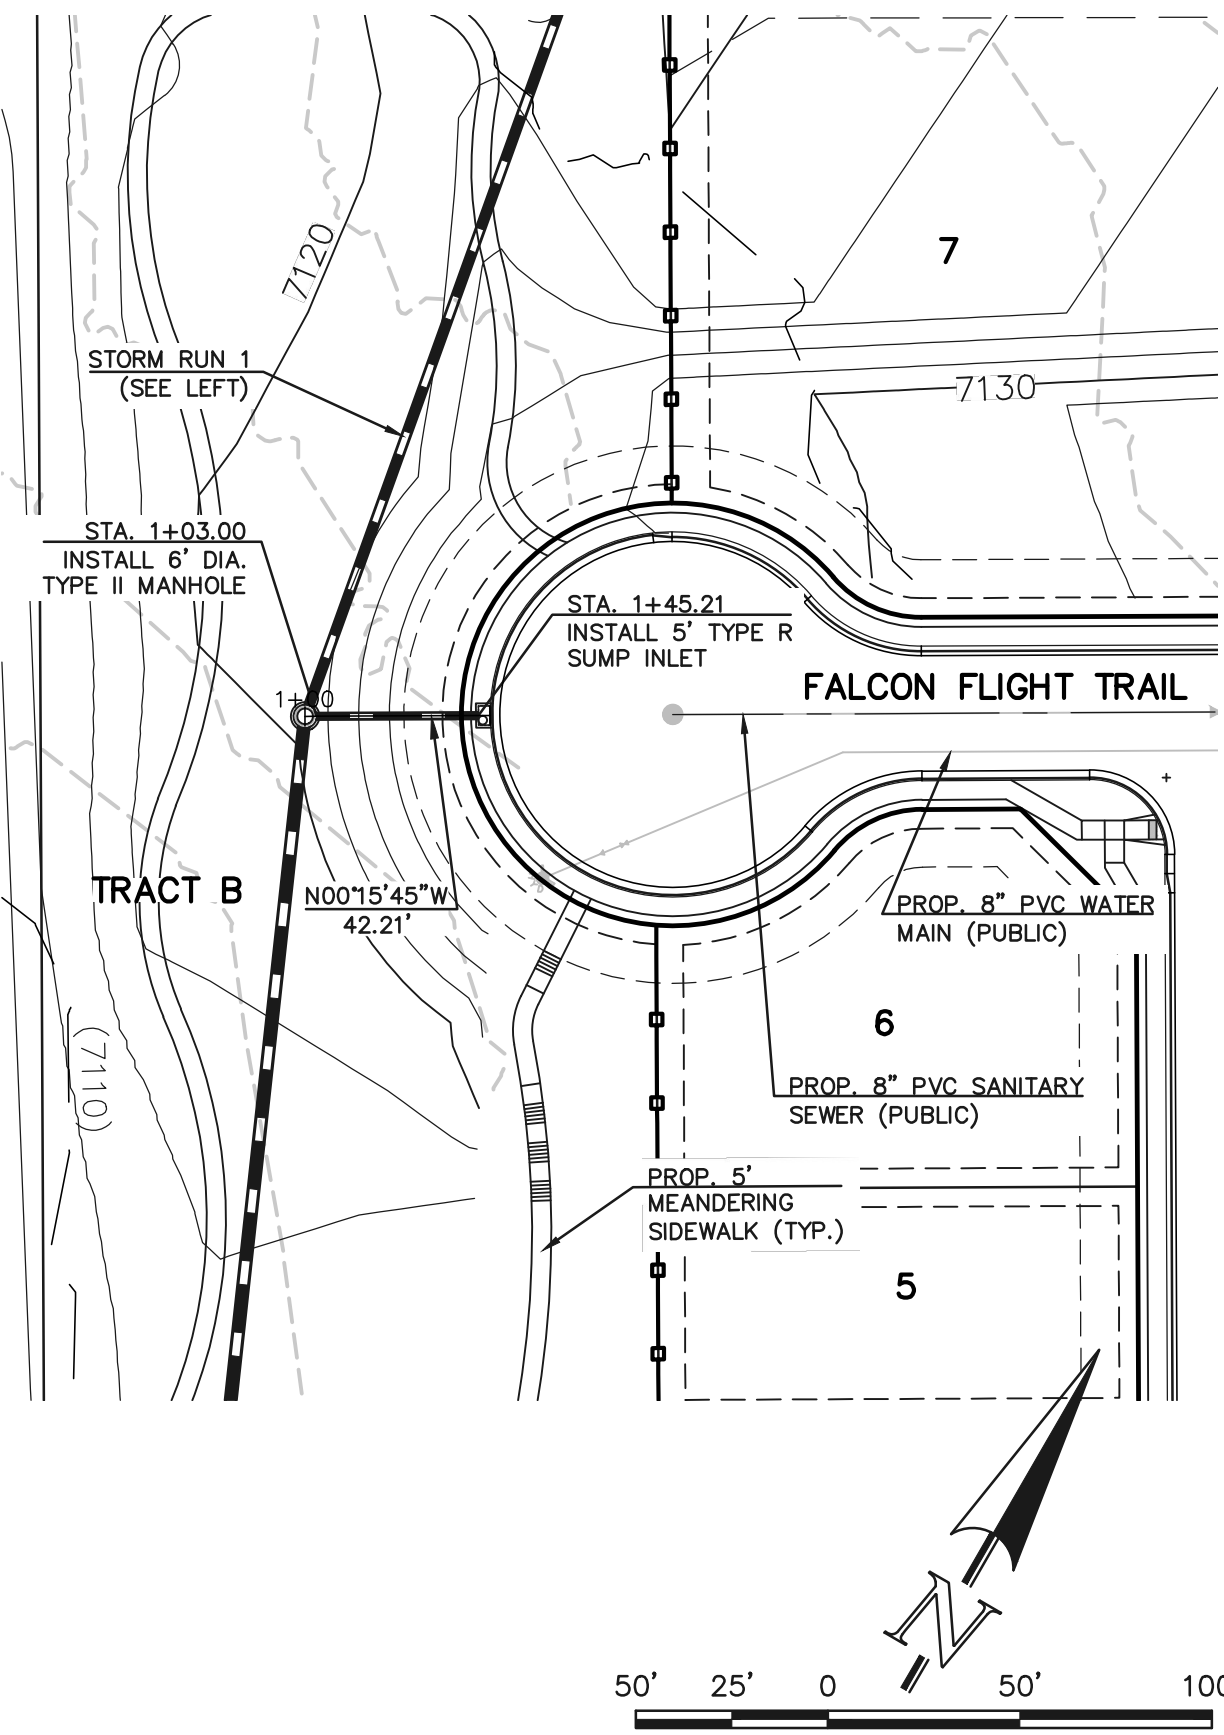 7
7120
STORM RUN 1
(SEE LEFT)
7130
STA. 1+03.00
INSTALL 6' DIA.
TYPE II MANHOLE
STA. 1+45.21
INSTALL 5' TYPE R
SUMP INLET
1+00
FALCON FLIGHT TRAIL
TRACT B
N00°15'45"W
42.21'
PROP. 8" PVC WATER
MAIN (PUBLIC)
6
(7110)
PROP. 8" PVC SANITARY
SEWER (PUBLIC)
PROP. 5'
MEANDERING
SIDEWALK (TYP.)
5
N
50' 25' 0 50' 100